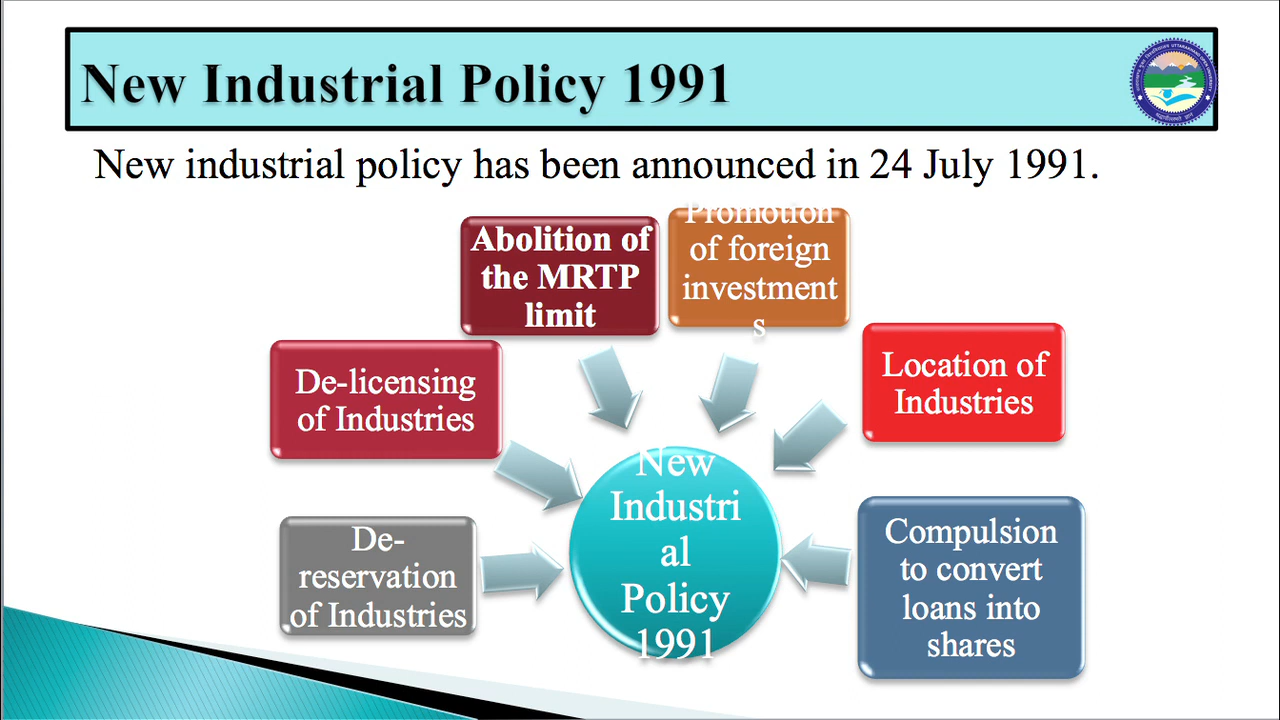 New Industrial Policy 1991
New industrial policy has been announced in 24 July 1991.
Abolition of
the MRTP
limit
Promotion
of foreign
investment
s
De-licensing
of Industries
Location of
Industries
De-
reservation
of Industries
New
Industri
al
Policy
1991
Compulsion
to convert
loans into
shares